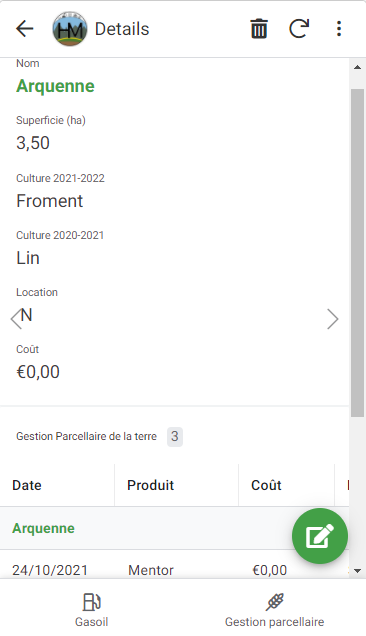 HM Details
Nom
Arquenne
Superficie (ha)
3,50
Culture 2021-2022
Froment
Culture 2020-2021
Lin
Location
N
Coût
€0,00
Gestion Parcellaire de la terre 3
Date Produit Coût
Arquenne
24/10/2021 Mentor €0,00
Gasoil Gestion parcellaire